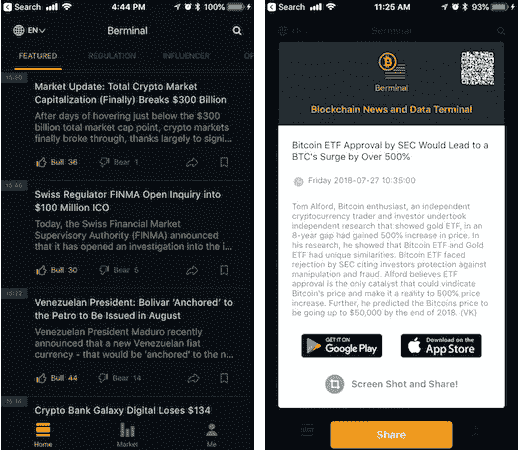 Search
4:44 PM
100%
EN
Berminal
FEATURED
REGULATION
INFLUENCER
OP
Market Update: Total Crypto Market
Capitalization (Finally) Breaks $300 Billion
After days of hovering just below the $300
billion total market cap point, crypto markets
finally broke through, thanks largely to signi...
Bull 36
Bear 1
15:46
Swiss Regulator FINMA Open Inquiry into
$100 Million ICO
Today, the Swiss Financial Market
Supervisory Authority (FINMA) announced
that it has opened an investigation into the i...
Bull 30
Bear 6
15:22
Venezuelan President: Bolivar 'Anchored' to
the Petro to Be Issued in August
Venezuelan President Maduro recently
announced that a new Venezuelan fiat
currency - that would be 'anchored' to the n...
Bull 44
Bear 14
Crypto Bank Galaxy Digital Loses $134
Home
Market
Me
Search
11:25 AM
93%
EN
Berminal
Berminal
Blockchain News and Data Terminal
Bitcoin ETF Approval by SEC Would Lead to a
BTC's Surge by Over 500%
Friday 2018-07-27 10:35:00
Tom Alford, Bitcoin enthusiast, an independent
cryptocurrency trader and investor undertook
independent research that showed gold ETF, in
an 8-year gap had gained 500% increase in price. In
his research, he showed that Bitcoin ETF and Gold
ETF had unique similarities. Bitcoin ETF faced
rejection by SEC citing investors protection against
manipulation and fraud. Alford believes ETF
approval is the only catalyst that could vindicate
Bitcoin's price and make it a reality to 500% price
increase. Further, he predicted the Bitcoins price to
be going up to $50,000 by the end of 2018. (VK)
GET IT ON
Google Play
Download on the
App Store
Screen Shot and Share!
Share